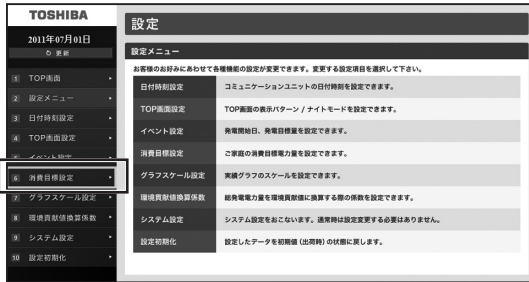 TOSHIBA
2011年07月01日
更新
1 TOP画面
2 設定メニュー
3 日付時刻設定
4 TOP画面設定
5 イベント設定
6 消費目標設定
7 グラフスケール設定
8 環境貢献値換算係数
9 システム設定
10 設定初期化
設定
設定メニュー
お客様のお好みにあわせて各種機能の設定が変更できます。変更する設定項目を選択して下さい。
日付時刻設定 コミュニケーションユニットの日付時刻を設定できます。
TOP画面設定 TOP画面の表示パターン / ナイトモードを設定できます。
イベント設定 発電開始日、発電目標量を設定できます。
消費目標設定 ご家庭の消費目標電力量を設定できます。
グラフスケール設定 実績グラフのスケールを設定できます。
環境貢献値換算係数 総発電電力量を環境貢献値に換算する際の係数を設定できます。
システム設定 システム設定をおこないます。通常時は設定変更する必要はありません。
設定初期化 設定したデータを初期値（出荷時）の状態に戻します。